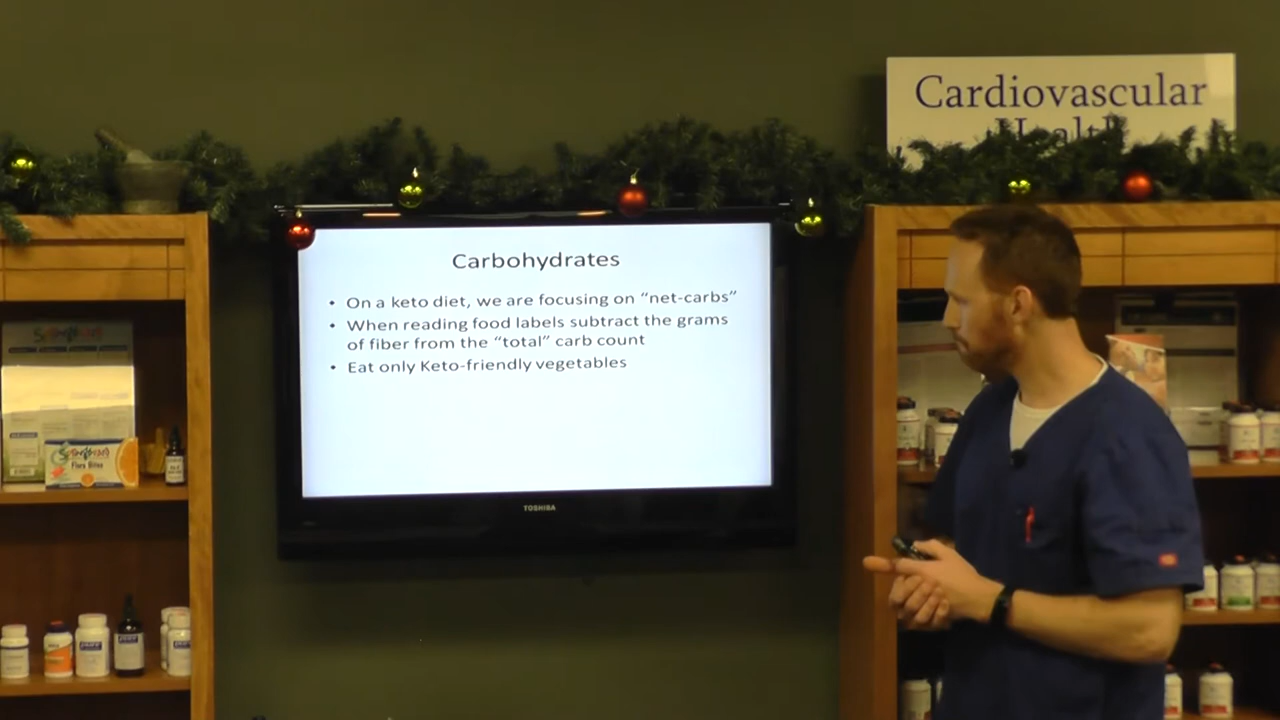 Cardiovascular
Health
Carbohydrates
• On a keto diet, we are focusing on “net-carbs”
• When reading food labels subtract the grams
of fiber from the “total” carb count
• Eat only Keto-friendly vegetables
TOSHIBA